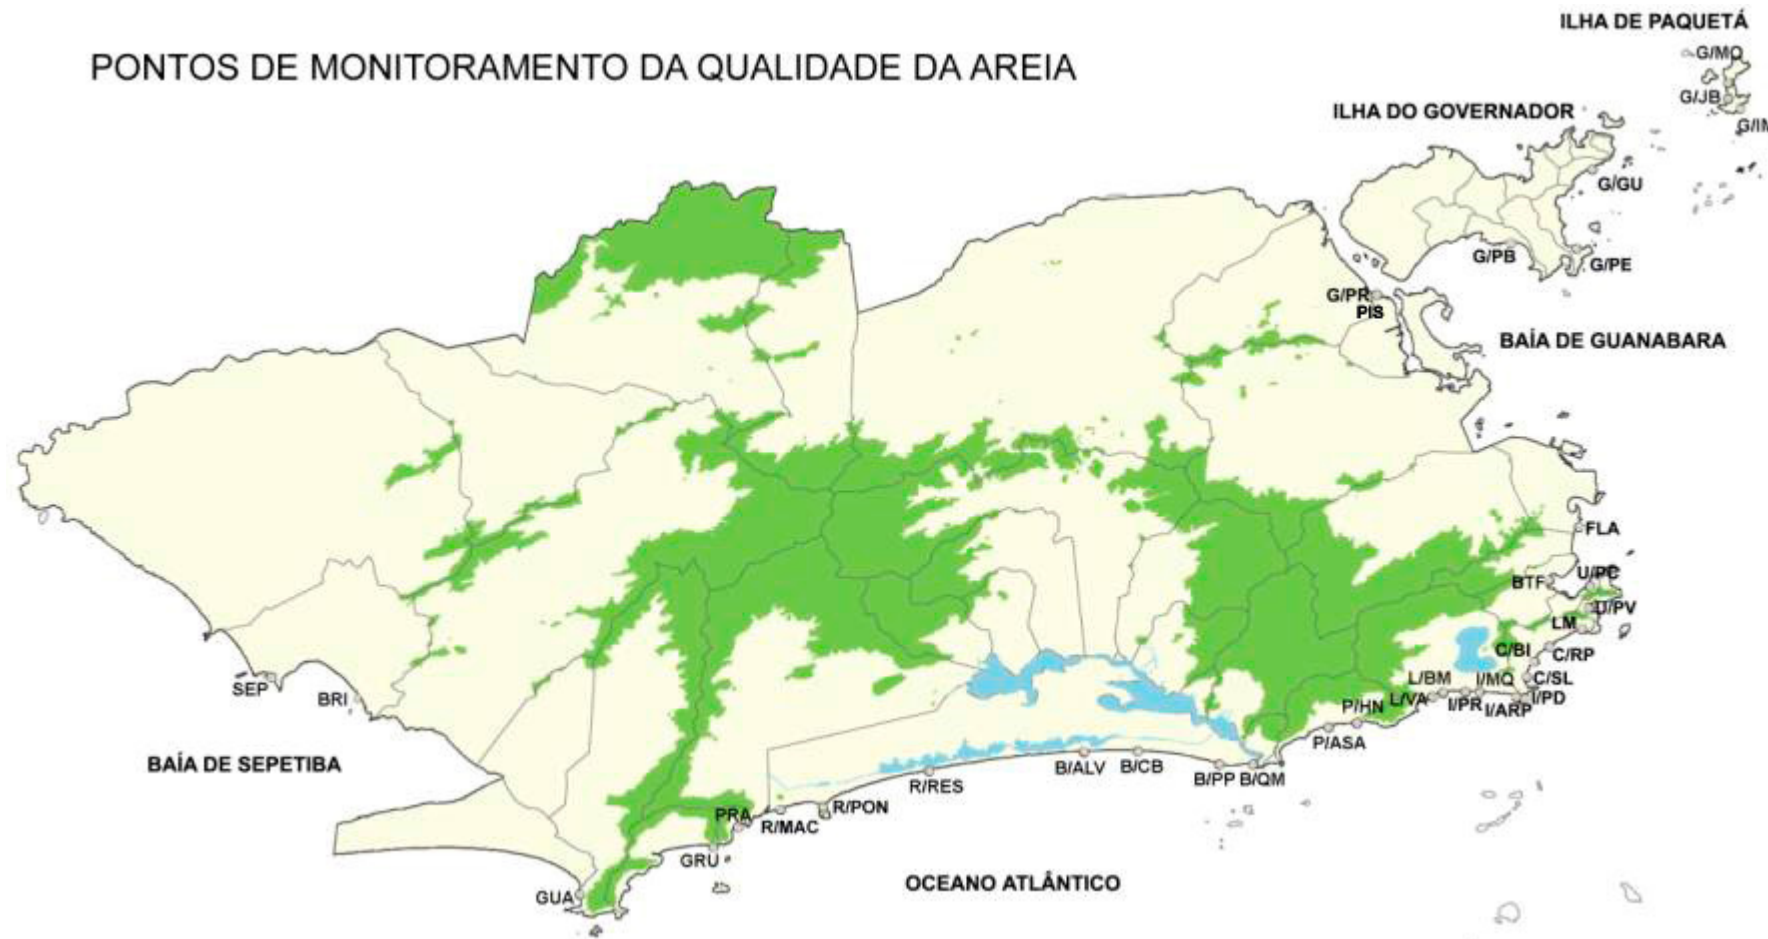 ILHA DE PAQUETÁ
G/MO
PONTOS DE MONITORAMENTO DA QUALIDADE DA AREIA
G/JB
ILHA DO GOVERNADOR
G/GU
G/PB
G/PE
G/PR
PIS
BAÍA DE GUANABARA
FLA
U/PC
BTF
U/PV
LM
C/BI
C/RP
L/BM
I/MQ
C/SL
SEP
BRI
P/HN
L/VA
I/PR
I/ARP
I/PD
P/ASA
BAÍA DE SEPETIBA
B/ALV
B/CB
B/PP
B/QM
R/RES
R/PON
PRA
R/MAC
GRU
OCEANO ATLÂNTICO
GUA